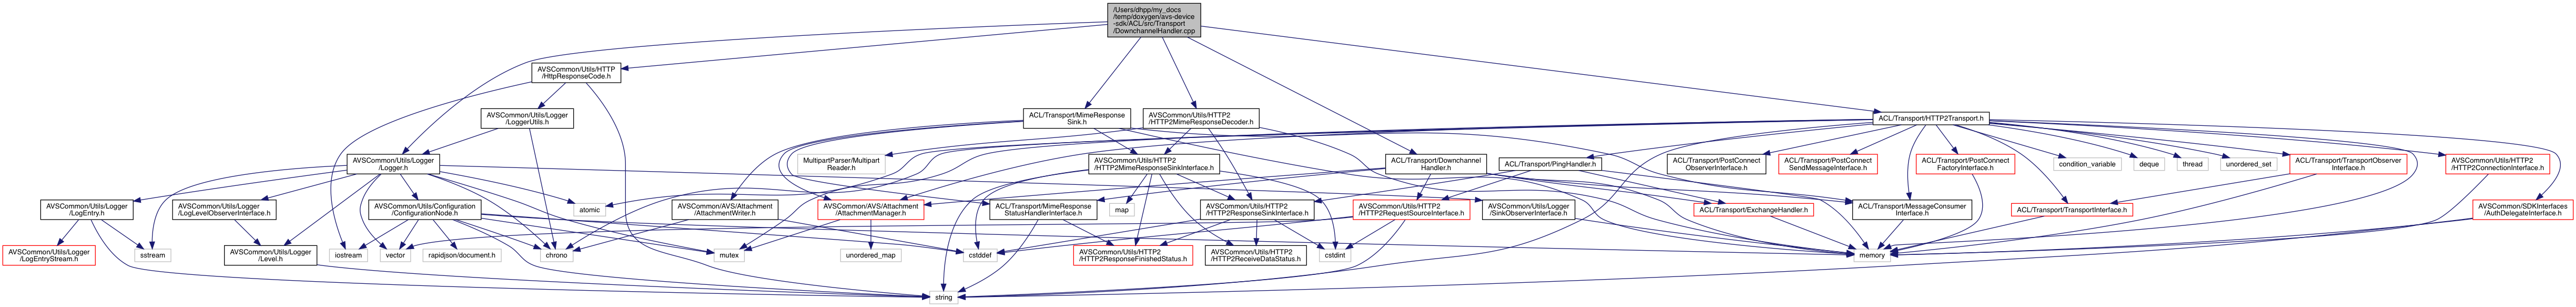 /Users/dhpp/my_docs
/temp/doxygen/avs-device
-sdk/ACL/src/Transport
/DownchannelHandler.cpp
AVSCommon/Utils/HTTP
/HttpResponseCode.h
AVSCommon/Utils/Logger
/LoggerUtils.h
ACL/Transport/MimeResponse
Sink.h
AVSCommon/Utils/HTTP2
/HTTP2MimeResponseDecoder.h
ACL/Transport/HTTP2Transport.h
AVSCommon/Utils/Logger
/Logger.h
MultipartParser/Multipart
Reader.h
AVSCommon/Utils/HTTP2
/HTTP2MimeResponseSinkInterface.h
ACL/Transport/Downchannel
Handler.h
ACL/Transport/PingHandler.h
ACL/Transport/PostConnect
ObserverInterface.h
ACL/Transport/PostConnect
SendMessageInterface.h
ACL/Transport/PostConnect
FactoryInterface.h
condition_variable
deque
thread
unordered_set
ACL/Transport/TransportObserver
Interface.h
AVSCommon/Utils/HTTP2
/HTTP2ConnectionInterface.h
AVSCommon/Utils/Logger
/LogEntry.h
AVSCommon/Utils/Logger
/LogLevelObserverInterface.h
AVSCommon/Utils/Configuration
/ConfigurationNode.h
atomic
AVSCommon/AVS/Attachment
/AttachmentWriter.h
AVSCommon/AVS/Attachment
/AttachmentManager.h
ACL/Transport/MimeResponse
StatusHandlerInterface.h
map
AVSCommon/Utils/HTTP2
/HTTP2ResponseSinkInterface.h
AVSCommon/Utils/HTTP2
/HTTP2RequestSourceInterface.h
AVSCommon/Utils/Logger
/SinkObserverInterface.h
ACL/Transport/ExchangeHandler.h
ACL/Transport/MessageConsumer
Interface.h
ACL/Transport/TransportInterface.h
AVSCommon/SDKInterfaces
/AuthDelegateInterface.h
AVSCommon/Utils/Logger
/LogEntryStream.h
sstream
AVSCommon/Utils/Logger
/Level.h
iostream
vector
rapidjson/document.h
chrono
mutex
unordered_map
cstddef
AVSCommon/Utils/HTTP2
/HTTP2ResponseFinishedStatus.h
AVSCommon/Utils/HTTP2
/HTTP2ReceiveDataStatus.h
cstdint
memory
string